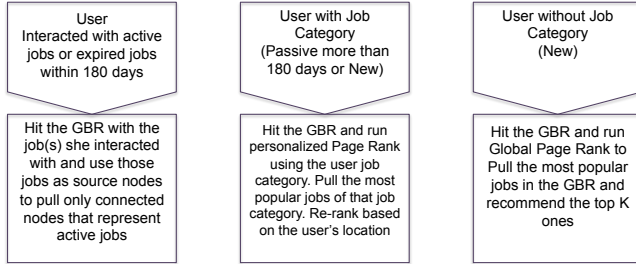 User
Interacted with active
jobs or expired jobs
within 180 days
Hit the GBR with the
job(s) she interacted
with and use those
jobs as source nodes
to pull only connected
nodes that represent
active jobs
User with Job
Category
(Passive more than
180 days or New)
Hit the GBR and run
personalized Page Rank
using the user job
category. Pull the most
popular jobs of that job
category. Re-rank based
on the user's location
User without Job
Category
(New)
Hit the GBR and run
Global Page Rank to
Pull the most popular
jobs in the GBR and
recommend the top K
ones